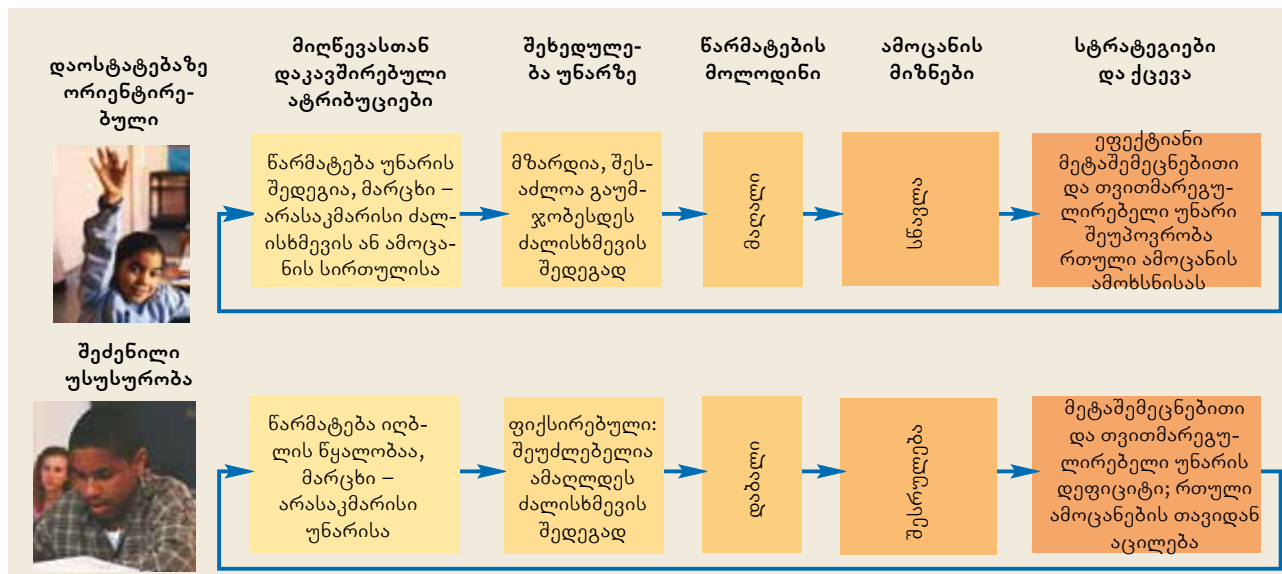 დაოსტატებაზე
ორიენტირე-
ბული
მიღწევასთან
დაკავშირებული
ატრიბუციები
შეხედულე-
ბა უნარზე
წარმატების
მოლოდინი
ამოცანის
მიზნები
სტრატეგიები
და ქცევა
წარმატება უნარის
შედეგია, მარცხი –
არასაკმარისი ძალ-
ისხმევის ან ამოცა-
ნის სირთულისა
მზარდია, შეს-
აძლოა გაუმ-
ჯობესდეს
ძალისხმევის
შედეგად
მაღალი
სწავლა
ეფექტიანი
მეტაშემეცნებითი
და თვითმარეგუ-
ლირებელი უნარი
შეუპოვრობა
რთული ამოცანის
ამოხსნისას
შეძენილი
უსუსურობა
წარმატება იღბ-
ლის წყალობაა,
მარცხი –
არასაკმარისი
უნარისა
ფიქსირებული:
შეუძლებელია
ამაღლდეს
ძალისხმევის
შედეგად
დაბალი
შესრულება
მეტაშემეცნებითი
და თვითმარეგუ-
ლირებელი უნარის
დეფიციტი; რთული
ამოცანების თავიდან
აცილება